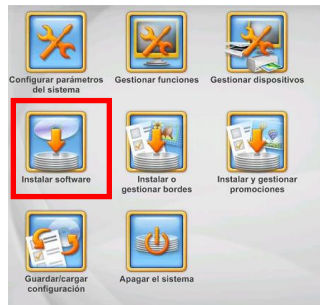 Configurar parámetros
del sistema
Gestionar funciones
Gestionar dispositivos
Instalar software
Instalar o
gestionar bordes
Instalar y gestionar
promociones
Guardar/cargar
configuración
Apagar el sistema